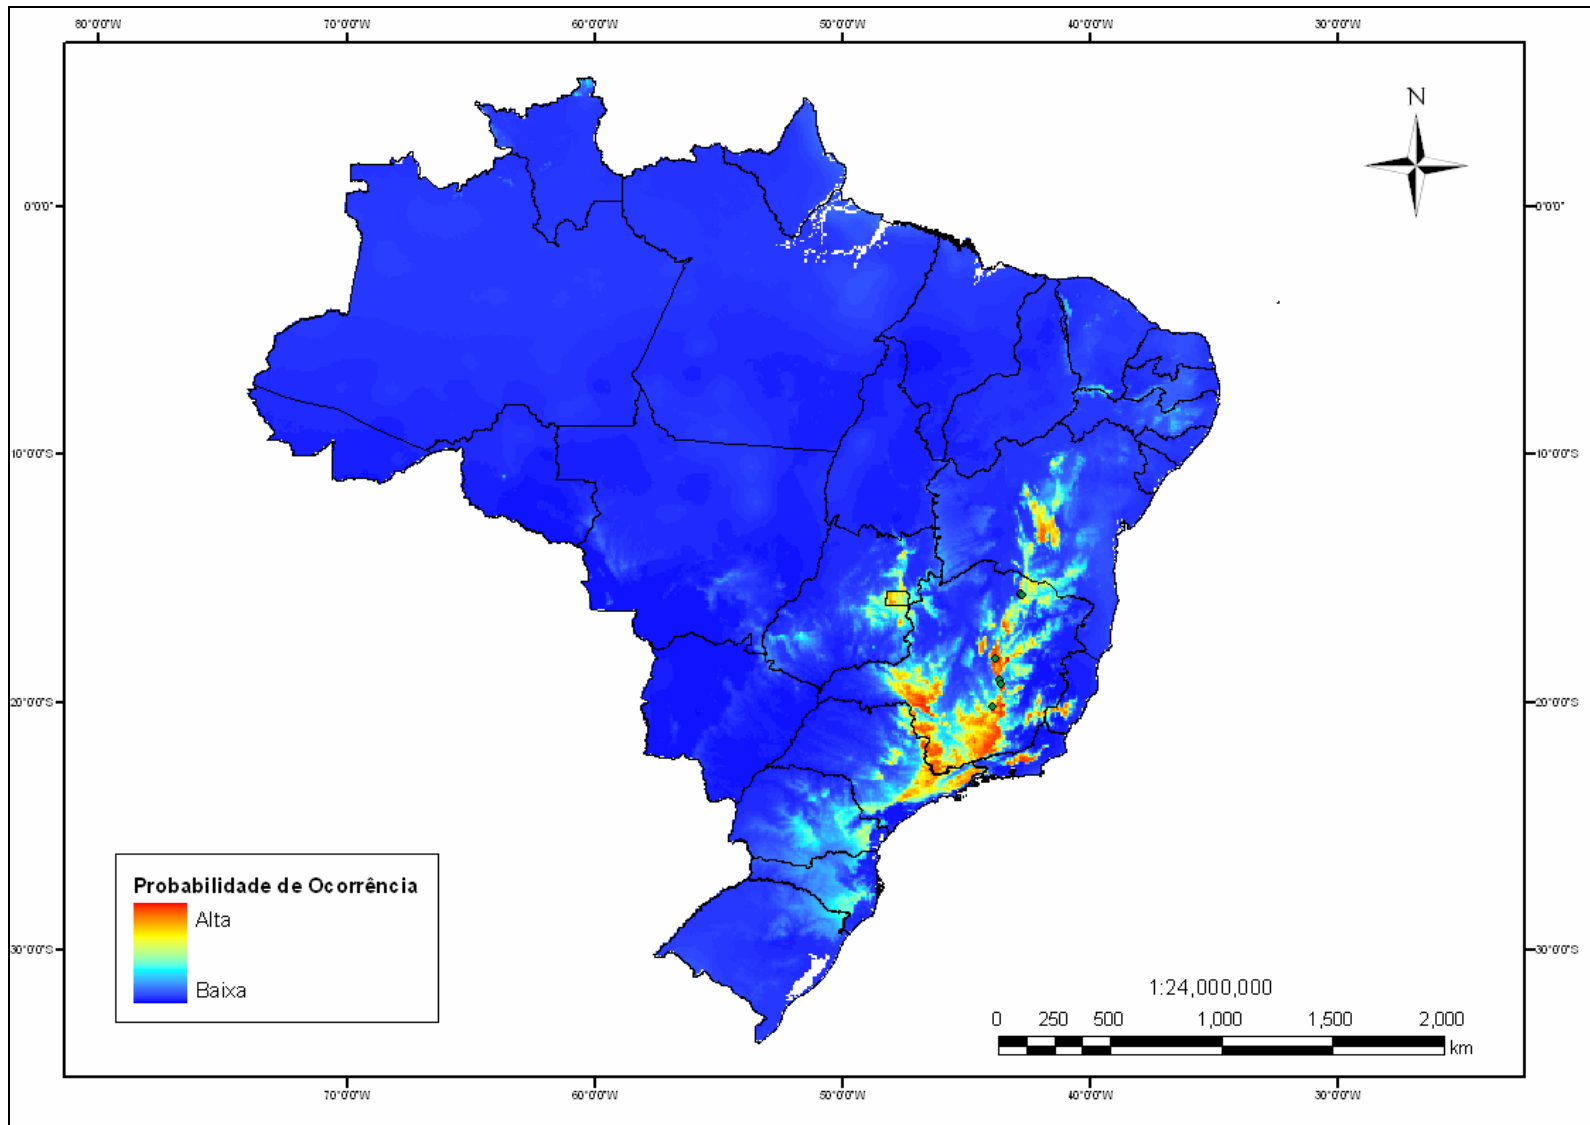 80°0'0"W 70°0'0"W 60°0'0"W 50°0'0"W 40°0'0"W 30°0'0"W
N
0°0'0" 0°0'0"
10°0'0"S 10°0'0"S
20°0'0"S 20°0'0"S
Probabilidade de Ocorrência
Alta
Baixa
30°0'0"S 30°0'0"S
1:24,000,000
0 250 500 1,000 1,500 2,000
km
70°0'0"W 60°0'0"W 50°0'0"W 40°0'0"W 30°0'0"W